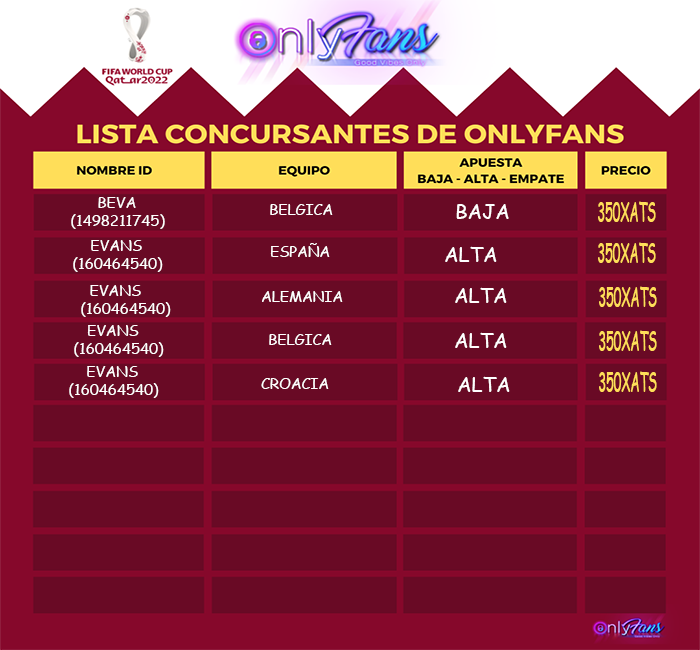 FIFA WORLD CUP
Qatar2022
OnlyFans
Good Vibes Only
LISTA CONCURSANTES DE ONLYFANS
NOMBRE ID
EQUIPO
APUESTA
BAJA - ALTA - EMPATE
PRECIO
BEVA
(1498211745)
BELGICA
BAJA
350XATS
EVANS
(160464540)
ESPAÑA
ALTA
350XATS
EVANS
(160464540)
ALEMANIA
ALTA
350XATS
EVANS
(160464540)
BELGICA
ALTA
350XATS
EVANS
(160464540)
CROACIA
ALTA
350XATS
OnlyFans